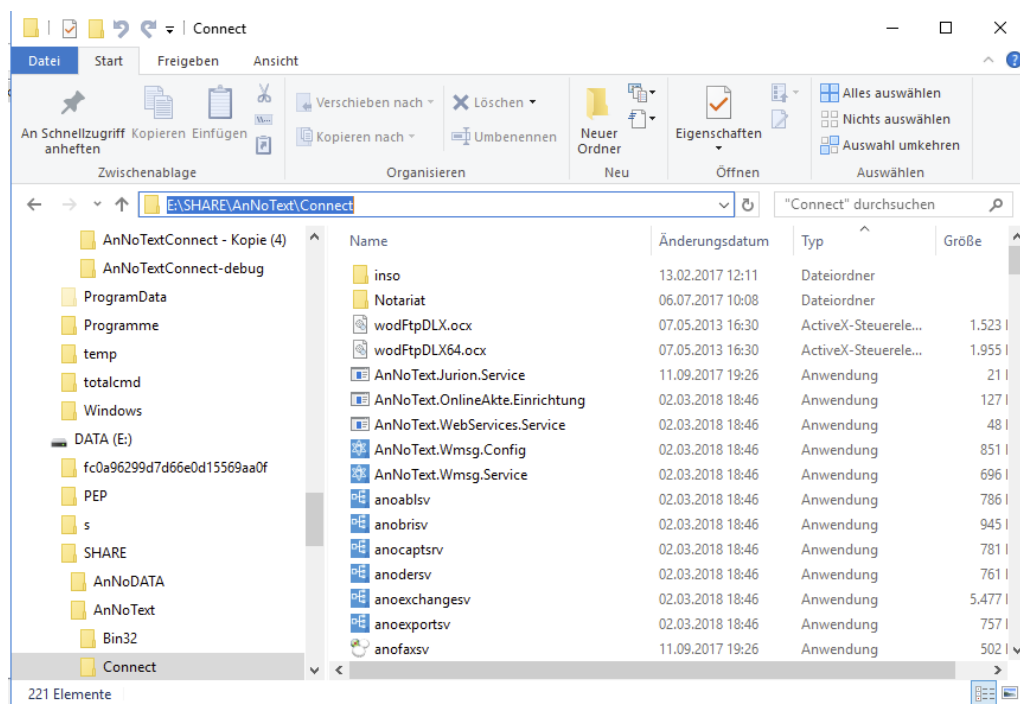 Connect
Datei Start Freigeben Ansicht
An Schnellzugriff anheften
Kopieren
Einfügen
Zwischenablage
Verschieben nach
Kopieren nach
Löschen
Umbenennen
Organisieren
Neuer Ordner
Neu
Eigenschaften
Öffnen
Alles auswählen
Nichts auswählen
Auswahl umkehren
Auswählen
E:\SHARE\AnNoText\Connect
"Connect" durchsuchen
AnNoTextConnect - Kopie (4)
AnNoTextConnect-debug
ProgramData
Programme
temp
totalcmd
Windows
DATA (E:)
fc0a96299d7d66e0d15569aa0f
PEP
s
SHARE
AnNoDATA
AnNoText
Bin32
Connect
Name Änderungsdatum Typ Größe
inso 13.02.2017 12:11 Dateiordner
Notariat 06.07.2017 10:08 Dateiordner
wodFtpDLX.ocx 07.05.2013 16:30 ActiveX-Steuerele... 1.523
wodFtpDLX64.ocx 07.05.2013 16:30 ActiveX-Steuerele... 1.955
AnNoText.Jurion.Service 11.09.2017 19:26 Anwendung 21
AnNoText.OnlineAkte.Einrichtung 02.03.2018 18:46 Anwendung 127
AnNoText.WebServices.Service 02.03.2018 18:46 Anwendung 48
AnNoText.Wmsg.Config 02.03.2018 18:46 Anwendung 851
AnNoText.Wmsg.Service 02.03.2018 18:46 Anwendung 696
anoablsv 02.03.2018 18:46 Anwendung 786
anobrisv 02.03.2018 18:46 Anwendung 945
anocaptsrv 02.03.2018 18:46 Anwendung 781
anodersv 02.03.2018 18:46 Anwendung 761
anoexchangesv 02.03.2018 18:46 Anwendung 5.477
anoexportsv 02.03.2018 18:46 Anwendung 757
anofaxsv 11.09.2017 19:26 Anwendung 502
221 Elemente